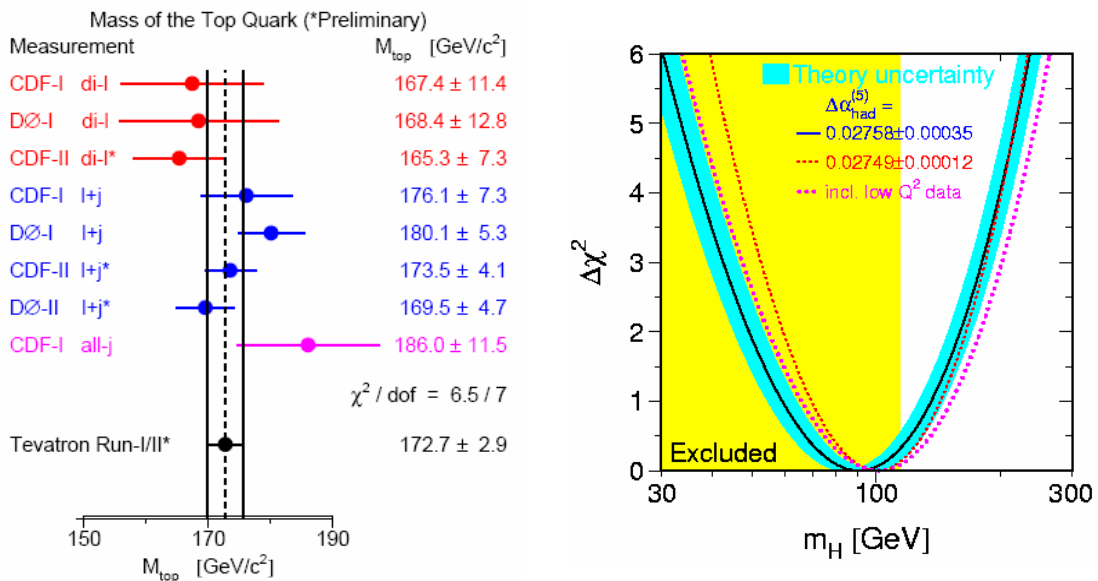 Mass of the Top Quark (*Preliminary)
Measurement M_top [GeV/c²]
CDF-I di-l 167.4 ± 11.4
DØ-I di-l 168.4 ± 12.8
CDF-II di-l* 165.3 ± 7.3
CDF-I l+j 176.1 ± 7.3
DØ-I l+j 180.1 ± 5.3
CDF-II l+j* 173.5 ± 4.1
DØ-II l+j* 169.5 ± 4.7
CDF-I all-j 186.0 ± 11.5
χ² / dof = 6.5 / 7
Tevatron Run-I/II* 172.7 ± 2.9
150 170 190
M_top [GeV/c²]
6
5
4
3
2
1
0
Δχ²
Theory uncertainty
Δα_had^(5) =
0.02758±0.00035
0.02749±0.00012
incl. low Q² data
Excluded
30 100 300
m_H [GeV]